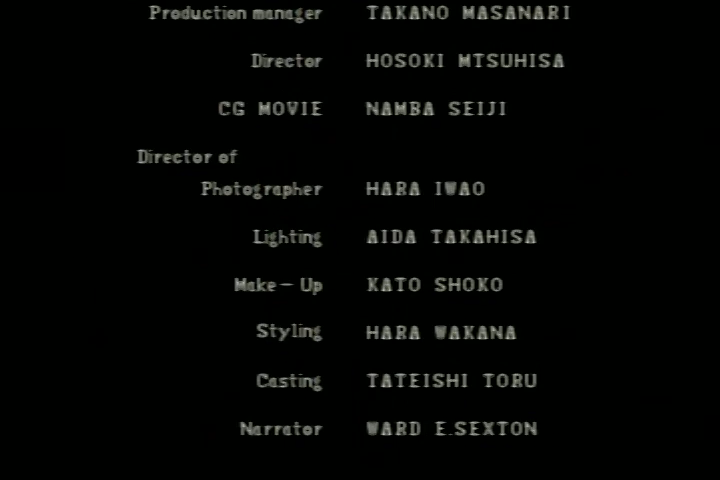 Production manager TAKANO MASANARI
Director HOSOKI MTSUHISA
CG MOVIE NAMBA SEIJI
Director of
Photographer HARA IWAO
Lighting AIDA TAKAHISA
Make-Up KATO SHOKO
Styling HARA WAKANA
Casting TATEISHI TORU
Narrator WARD E.SEXTON